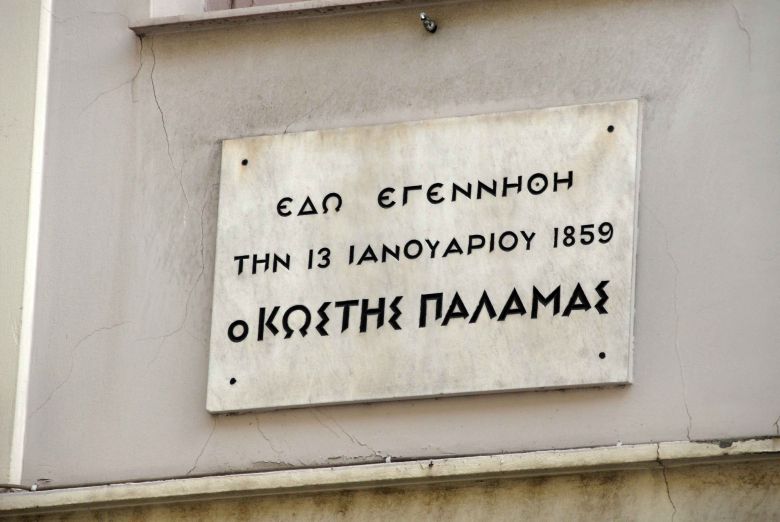 ΕΔΩ ΕΓΕΝΝΗΘΗ
ΤΗΝ 13 ΙΑΝΟΥΑΡΙΟΥ 1859
Ο ΚΩΣΤΗΣ ΠΑΛΑΜΑΣ